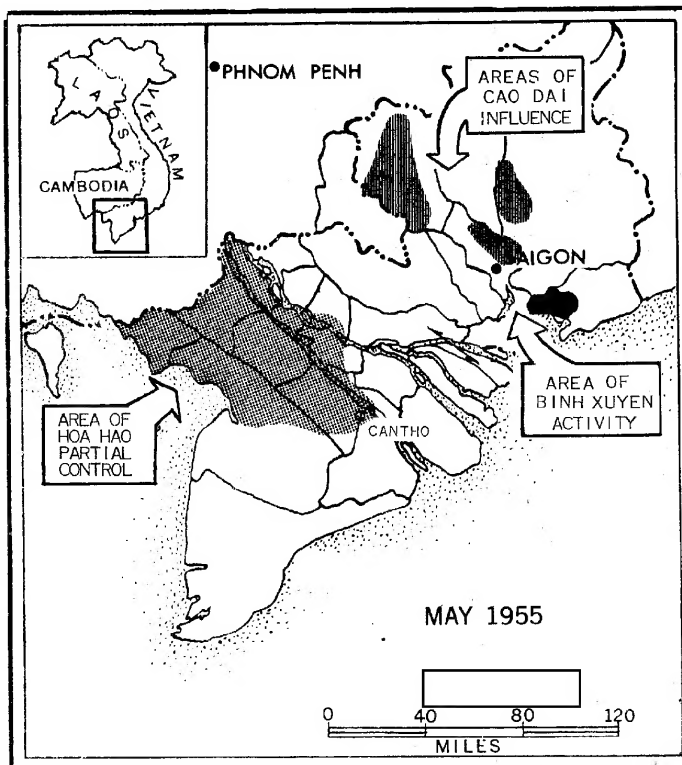 LAOS
VIETNAM
CAMBODIA
PHNOM PENH
AREAS OF
CAO DAI
INFLUENCE
SAIGON
AREA OF
HOA HAO
PARTIAL
CONTROL
CANTHO
AREA OF
BINH XUYEN
ACTIVITY
MAY 1955
0 40 80 120
MILES